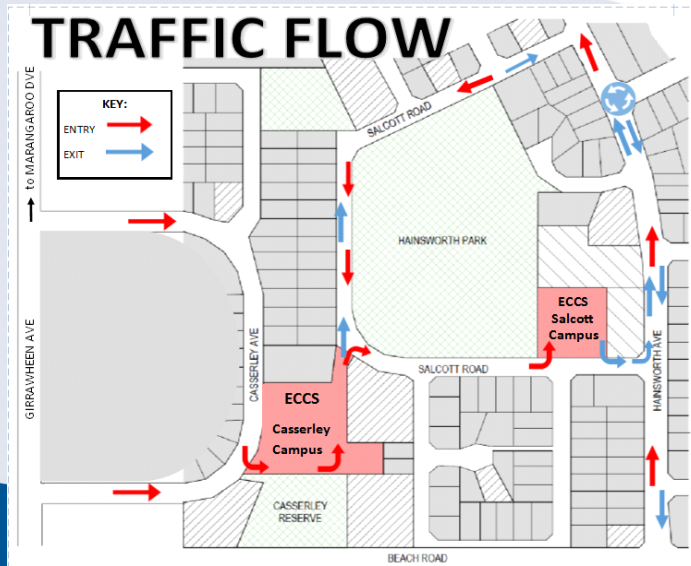 TRAFFIC FLOW
to MARANGAROO DVE
KEY:
ENTRY
EXIT
SALCOTT ROAD
HAINSWORTH PARK
GIRRAWHEEN AVE
CASSERLEY AVE
ECCS
Salcott
Campus
SALCOTT ROAD
HAINSWORTH AVE
ECCS
Casserley
Campus
CASSERLEY
RESERVE
BEACH ROAD